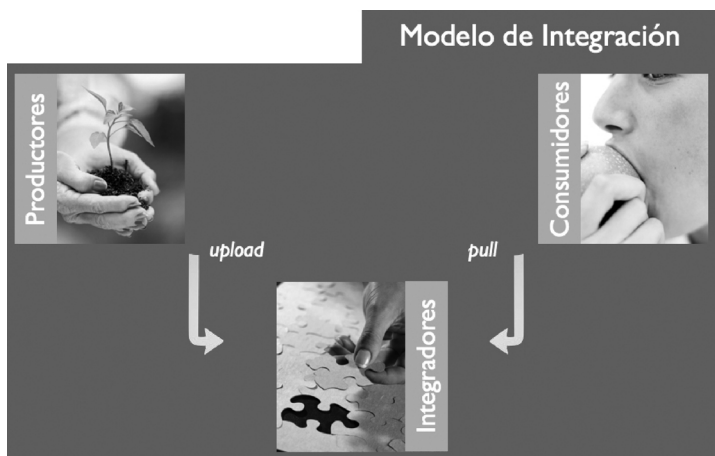 Modelo de Integración
Productores
Consumidores
upload
pull
Integradores